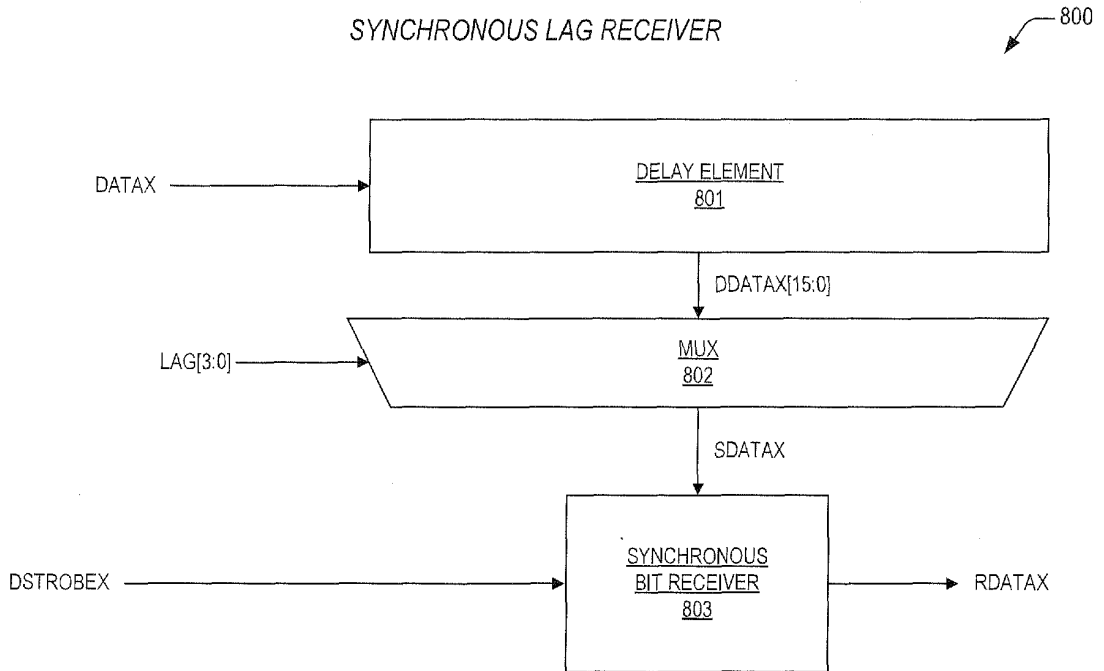 SYNCHRONOUS LAG RECEIVER
800
DATAX
DELAY ELEMENT
801
DDATAX[15:0]
LAG[3:0]
MUX
802
SDATAX
DSTROBEX
SYNCHRONOUS
BIT RECEIVER
803
RDATAX